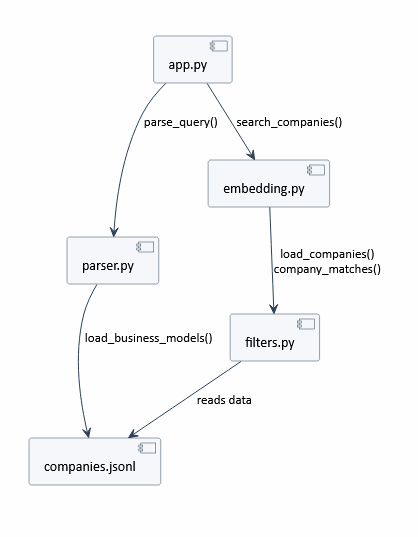 app.py
parse_query()
search_companies()
embedding.py
parser.py
load_companies()
company_matches()
load_business_models()
filters.py
reads data
companies.jsonl